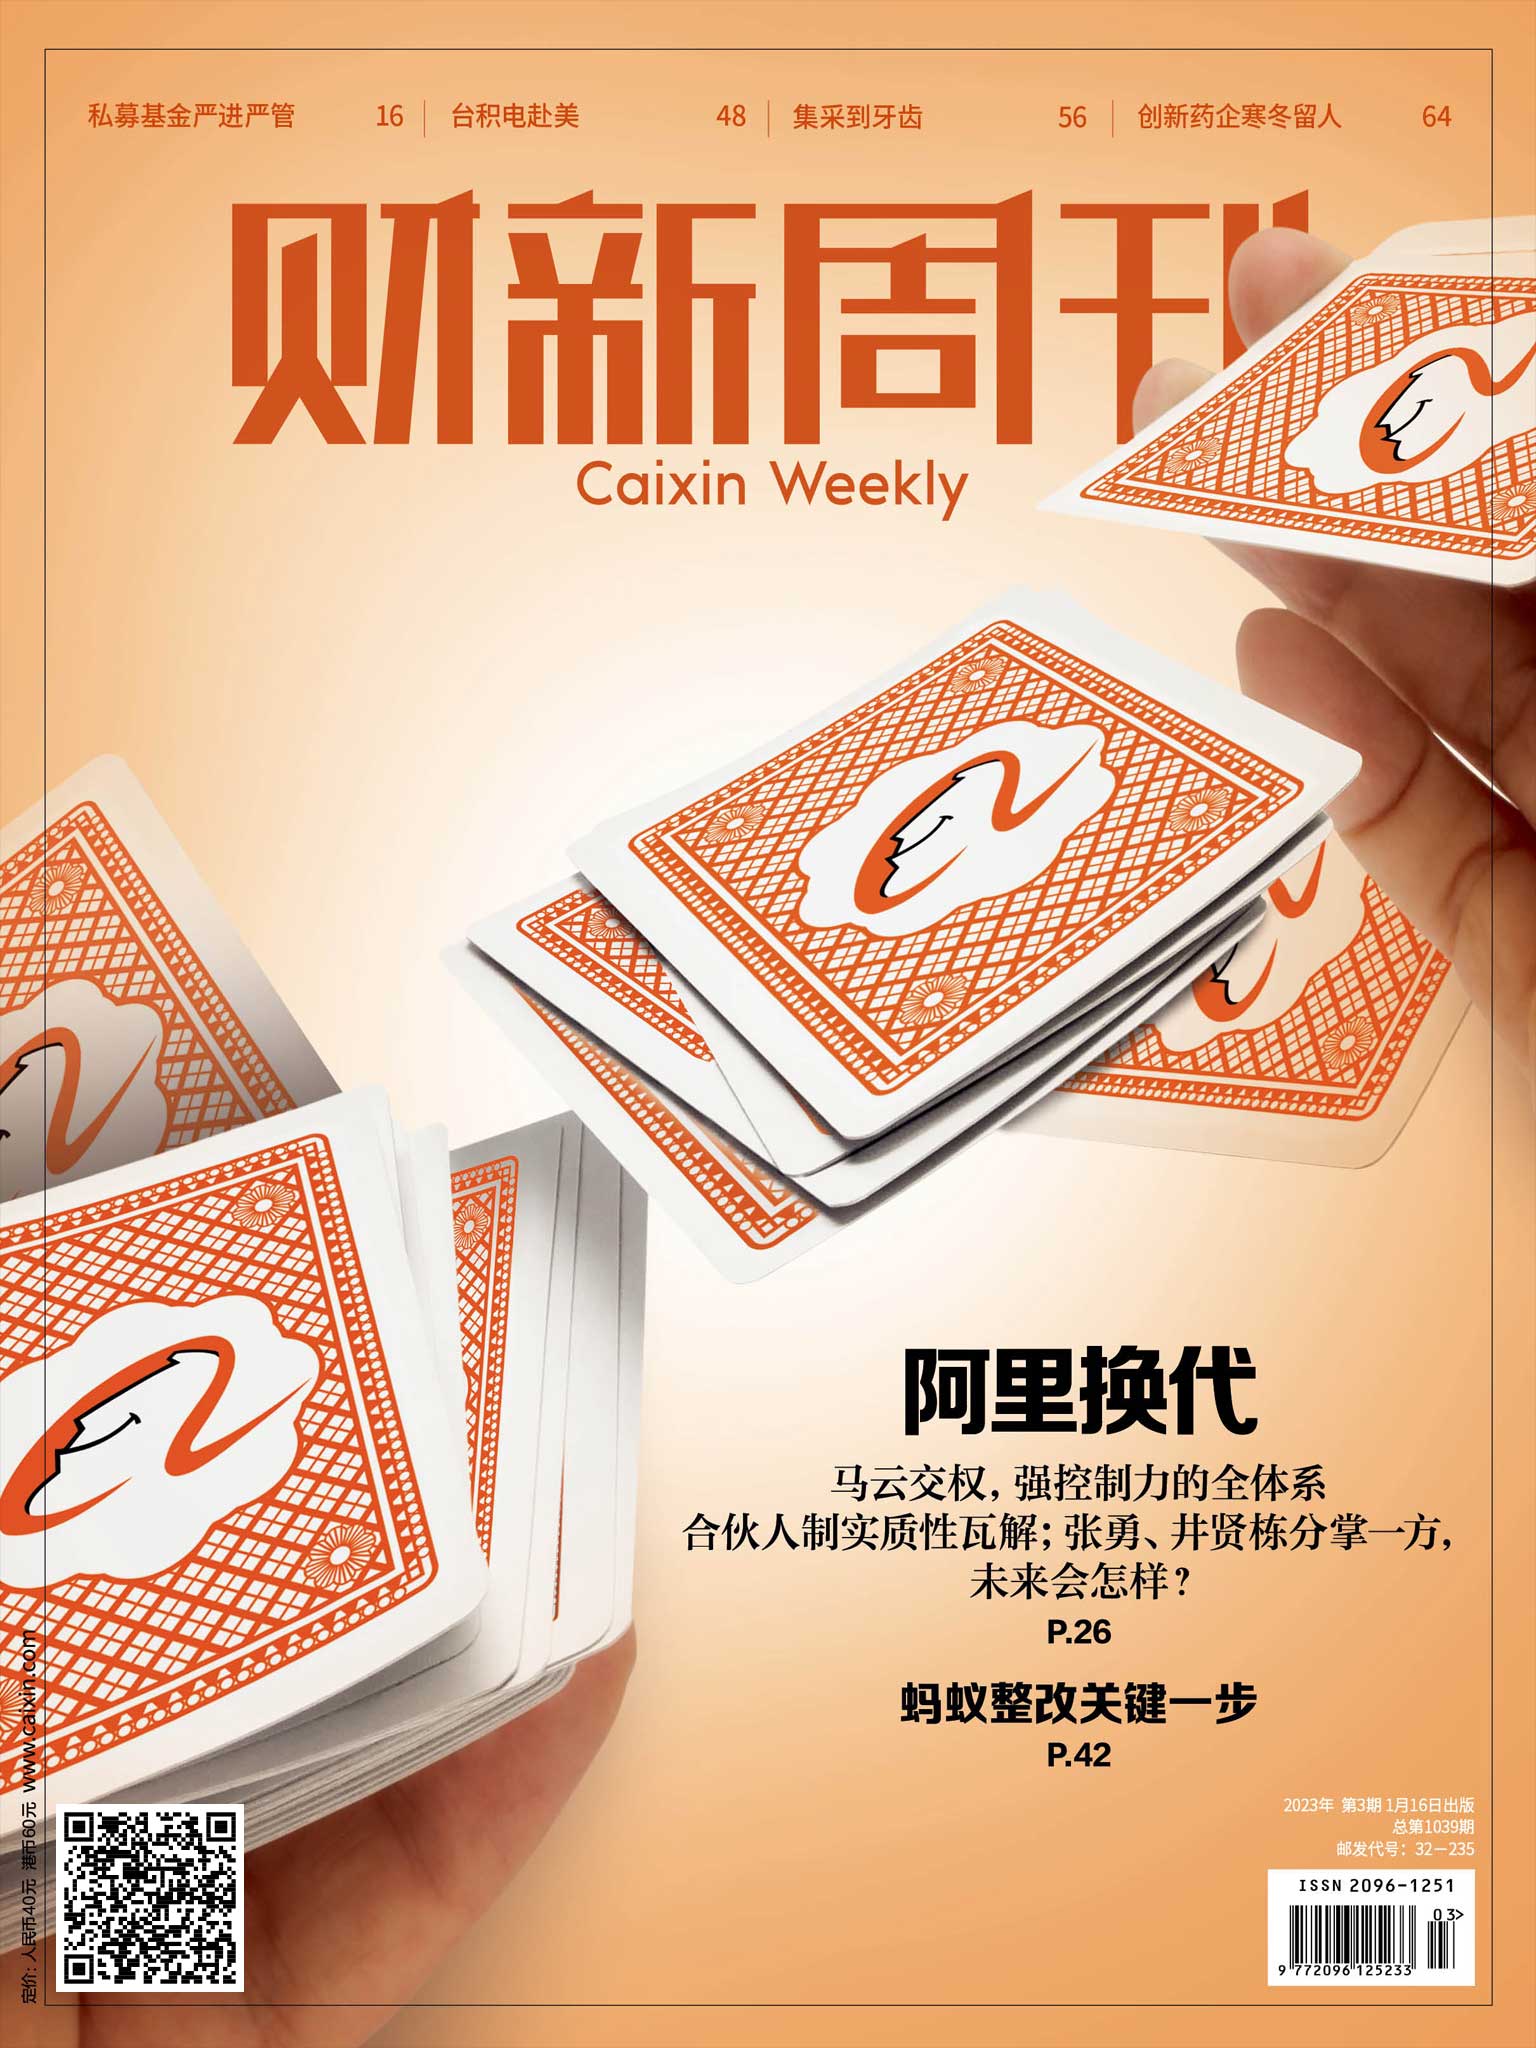 私募基金严进严管 16
台积电赴美 48
集采到牙齿 56
创新药企寒冬留人 64
财新周刊
Caixin Weekly
阿里换代
马云交权，强控制力的全体系
合伙人制实质性瓦解；张勇、井贤栋分掌一方，
未来会怎样？
P.26
蚂蚁整改关键一步
P.42
2023年 第3期 1月16日出版
总第1039期
邮发代号：32—235
ISSN 2096-1251
03>
9 772096 125233
定价：人民币40元 港币60元 www.caixin.com